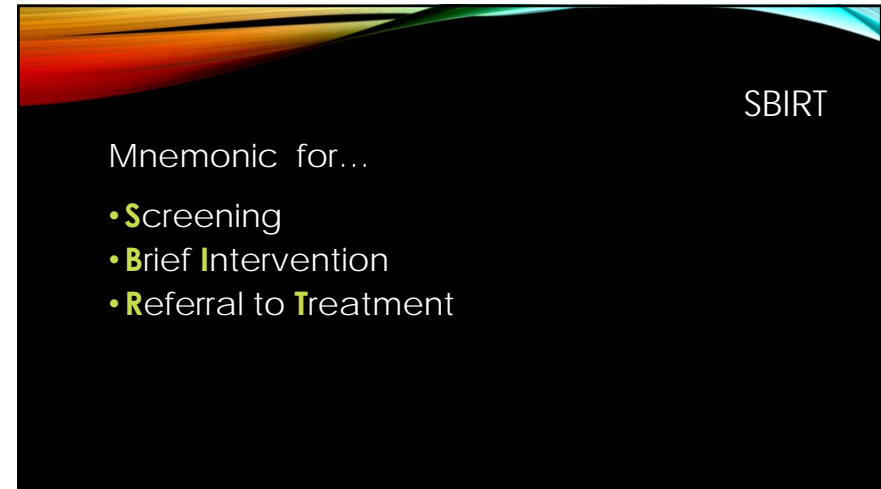 SBIRT
Mnemonic for...
• Screening
• Brief Intervention
• Referral to Treatment